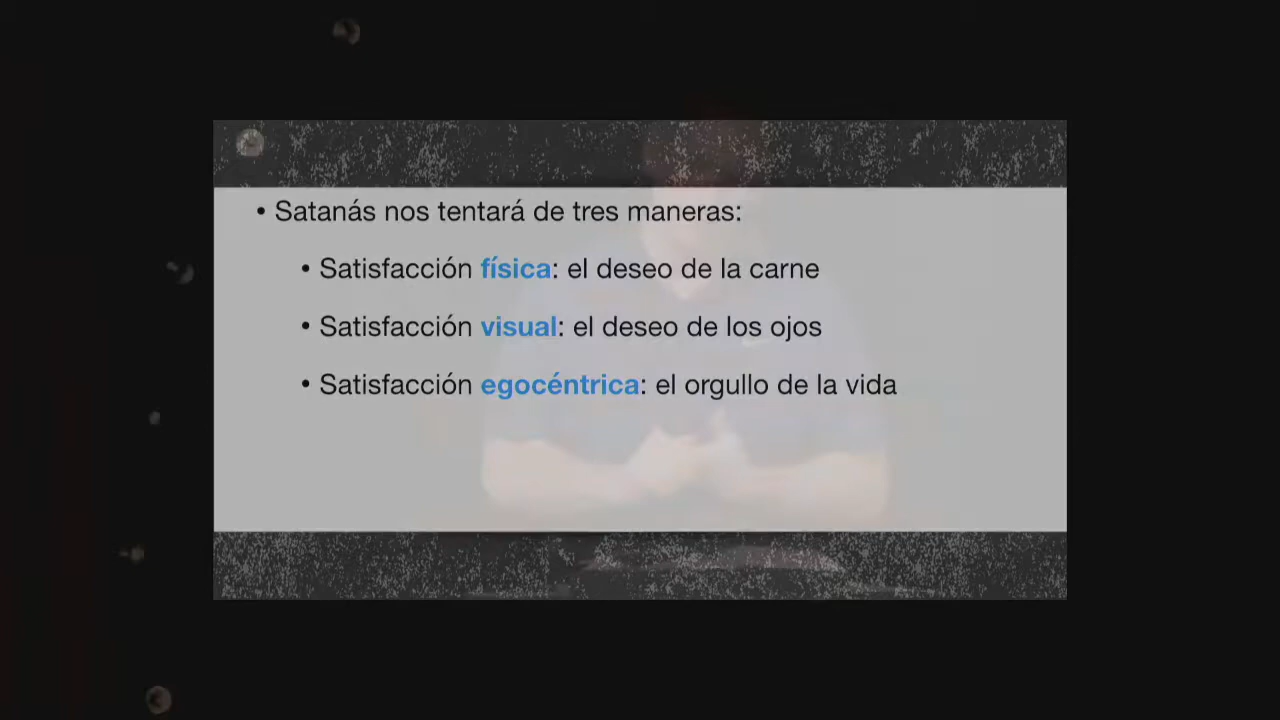 • Satanás nos tentará de tres maneras:
• Satisfacción física: el deseo de la carne
• Satisfacción visual: el deseo de los ojos
• Satisfacción egocéntrica: el orgullo de la vida